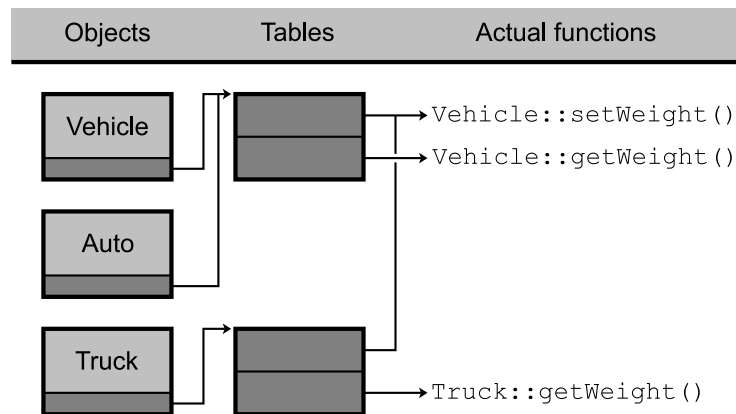 Objects Tables Actual functions
Vehicle
Vehicle::setWeight()
Vehicle::getWeight()
Auto
Truck
Truck::getWeight()